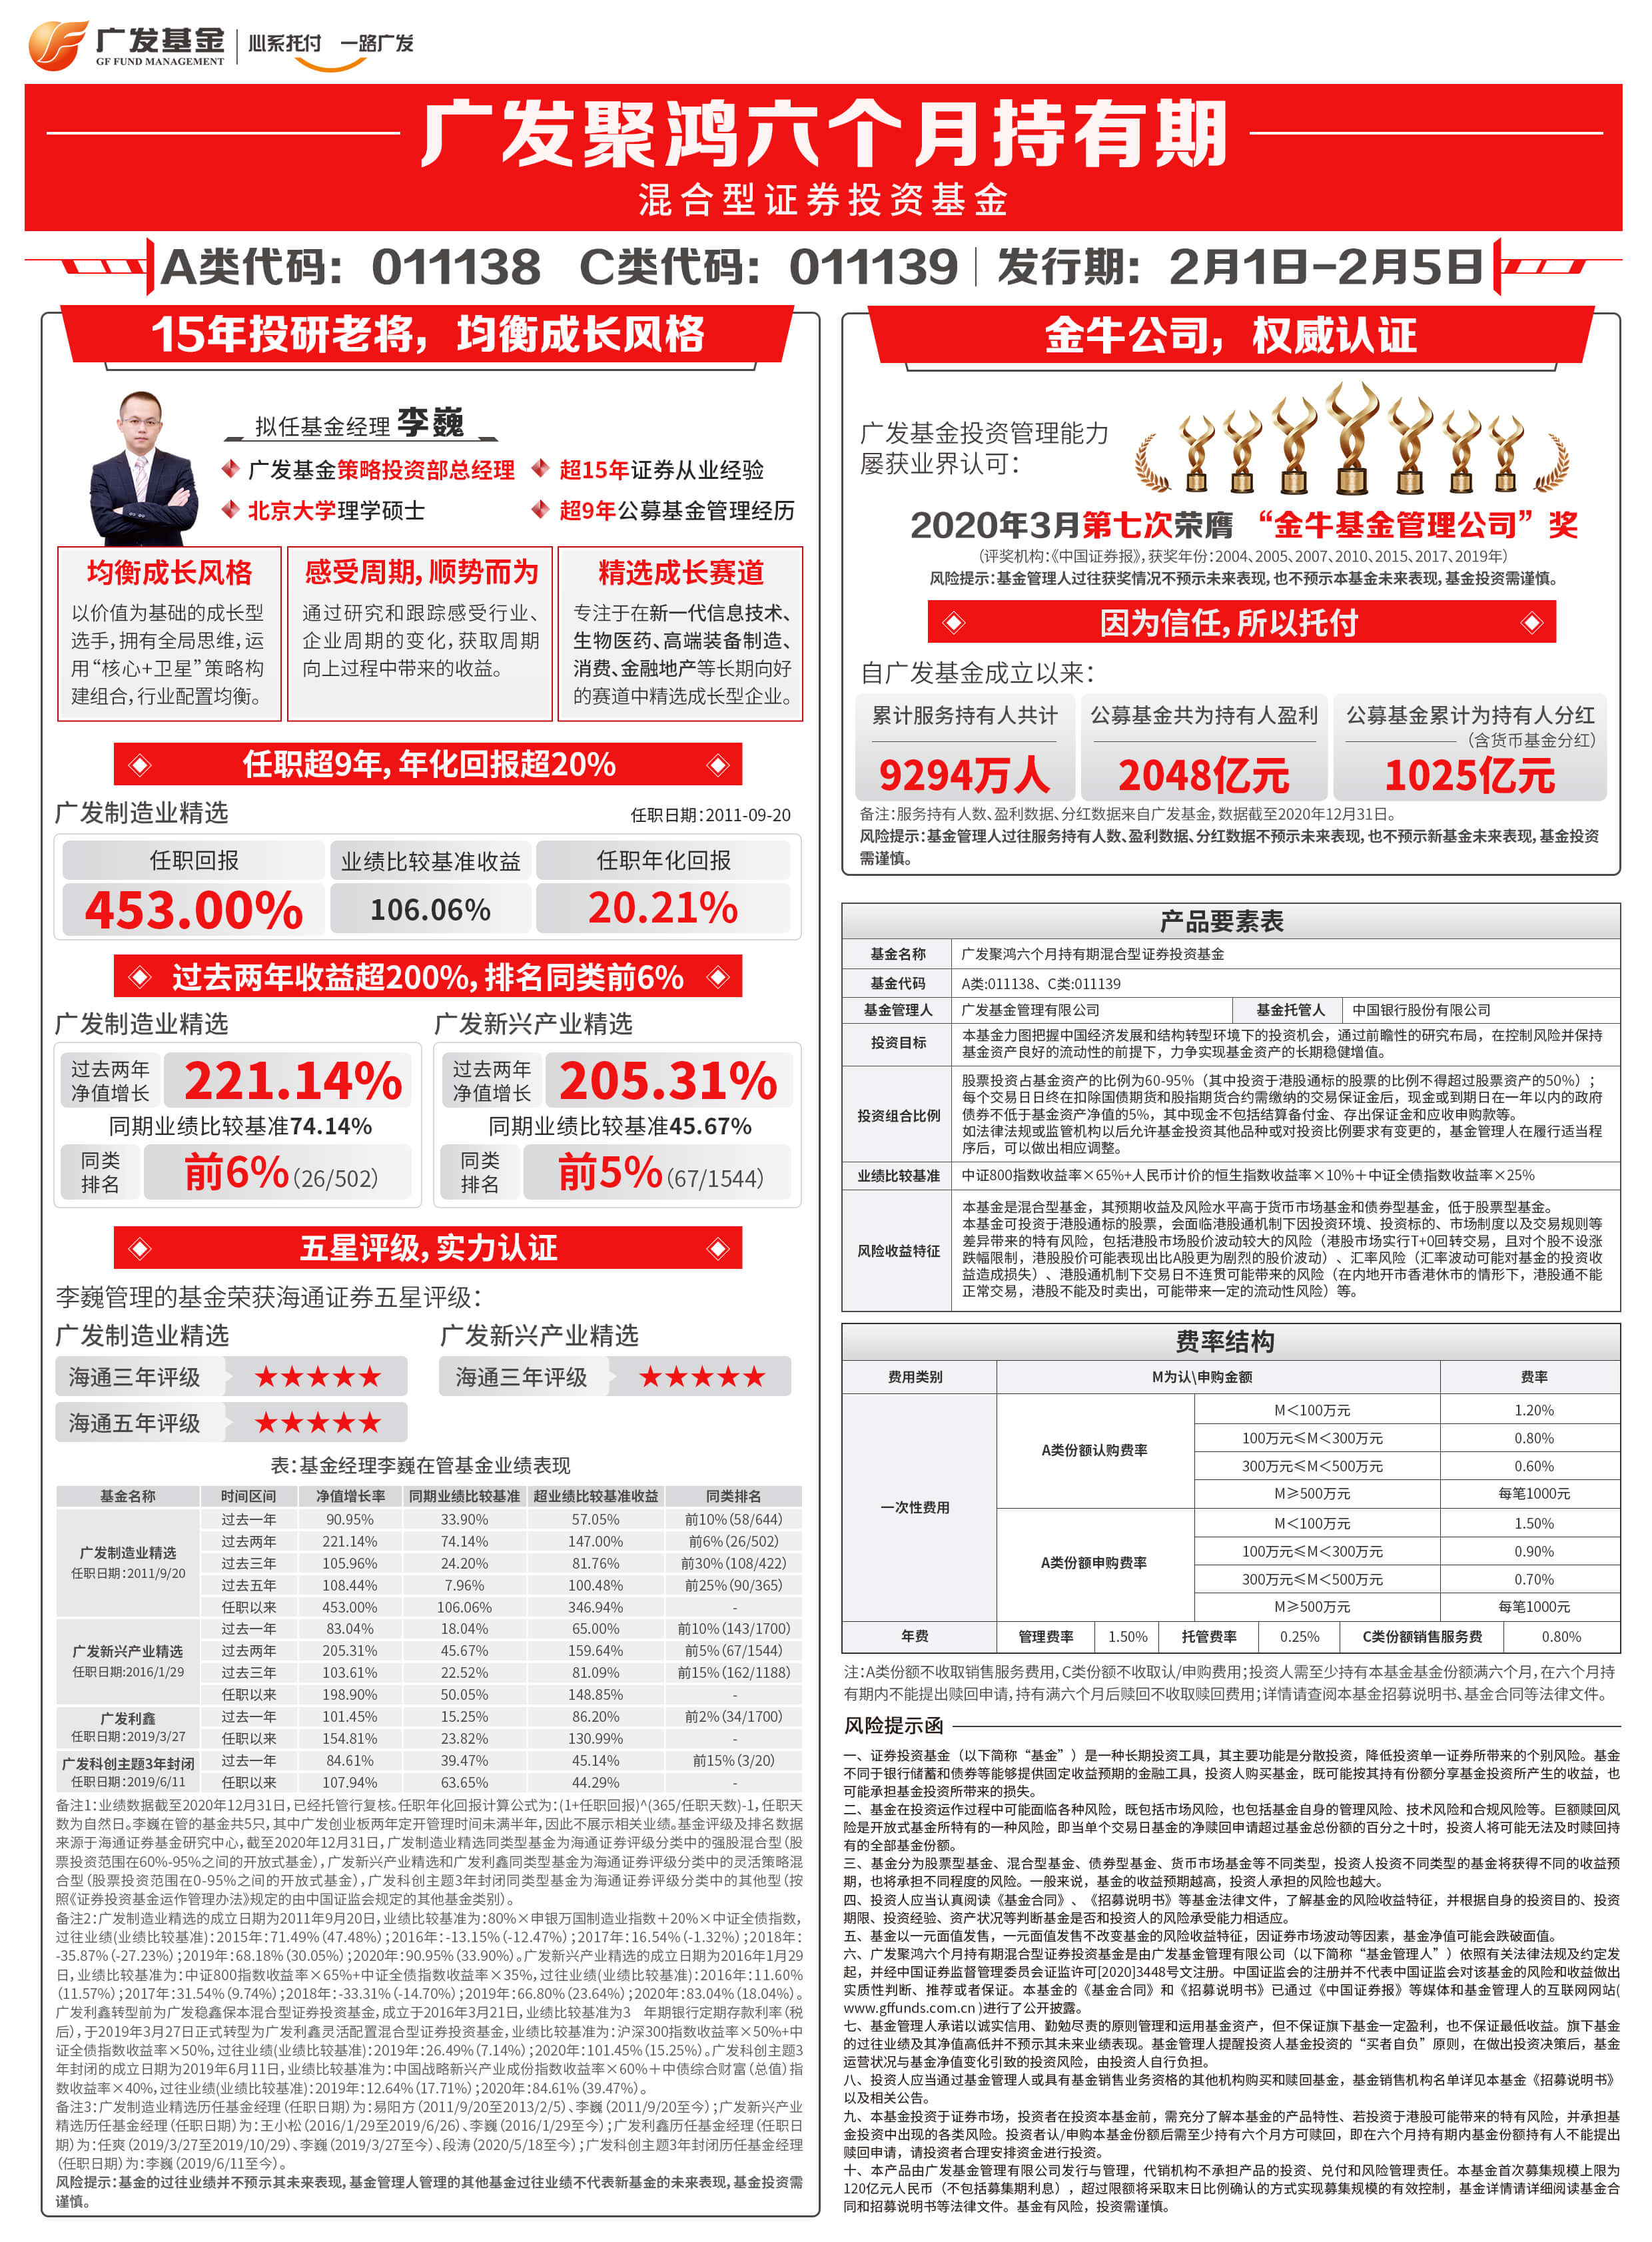 广发基金
GF FUND MANAGEMENT
心系托付 一路广发
广发聚鸿六个月持有期
混合型证券投资基金
A类代码：011138 C类代码：011139 发行期：2月1日-2月5日
15年投研老将，均衡成长风格
拟任基金经理 李巍
广发基金策略投资部总经理 超15年证券从业经验
北京大学理学硕士 超9年公募基金管理经历
均衡成长风格
以价值为基础的成长型
选手，拥有全局思维，运
用“核心+卫星”策略构
建组合，行业配置均衡。
感受周期，顺势而为
通过研究和跟踪感受行业、
企业周期的变化，获取周期
向上过程中带来的收益。
精选成长赛道
专注于在新一代信息技术、
生物医药、高端装备制造、
消费、金融地产等长期向好
的赛道中精选成长型企业。
任职超9年，年化回报超20%
广发制造业精选 任职日期：2011-09-20
任职回报 业绩比较基准收益 任职年化回报
453.00% 106.06% 20.21%
过去两年收益超200%，排名同类前6%
广发制造业精选
过去两年
净值增长
221.14%
同期业绩比较基准74.14%
同类
排名
前6%（26/502）
广发新兴产业精选
过去两年
净值增长
205.31%
同期业绩比较基准45.67%
同类
排名
前5%（67/1544）
五星评级，实力认证
李巍管理的基金荣获海通证券五星评级：
广发制造业精选 广发新兴产业精选
海通三年评级 ★★★★★ 海通三年评级 ★★★★★
海通五年评级 ★★★★★
表：基金经理李巍在管基金业绩表现
基金名称 时间区间 净值增长率 同期业绩比较基准 超业绩比较基准收益 同类排名
广发制造业精选
任职日期：2011/9/20
过去一年 90.95% 33.90% 57.05% 前10%（58/644）
过去两年 221.14% 74.14% 147.00% 前6%（26/502）
过去三年 105.96% 24.20% 81.76% 前30%（108/422）
过去五年 108.44% 7.96% 100.48% 前25%（90/365）
任职以来 453.00% 106.06% 346.94% -
广发新兴产业精选
任职日期：2016/1/29
过去一年 83.04% 18.04% 65.00% 前10%（143/1700）
过去两年 205.31% 45.67% 159.64% 前5%（67/1544）
过去三年 103.61% 22.52% 81.09% 前15%（162/1188）
任职以来 198.90% 50.05% 148.85% -
广发利鑫
任职日期：2019/3/27
过去一年 101.45% 15.25% 86.20% 前2%（34/1700）
任职以来 154.81% 23.82% 130.99% -
广发科创主题3年封闭
任职日期：2019/6/11
过去一年 84.61% 39.47% 45.14% 前15%（3/20）
任职以来 107.94% 63.65% 44.29% -
备注1：业绩数据截至2020年12月31日，已经托管行复核。任职年化回报计算公式为：(1+任职回报)^(365/任职天数)-1，任职天
数为自然日。李巍在管的基金共5只，其中广发创业板两年定开管理时间未满半年，因此不展示相关业绩。基金评级及排名数据
来源于海通证券基金研究中心，截至2020年12月31日，广发制造业精选同类型基金为海通证券评级分类中的强股混合型（股
票投资范围在60%-95%之间的开放式基金），广发新兴产业精选和广发利鑫同类型基金为海通证券评级分类中的灵活策略混
合型（股票投资范围在0-95%之间的开放式基金），广发科创主题3年封闭同类型基金为海通证券评级分类中的其他型（按
照《证券投资基金运作管理办法》规定的由中国证监会规定的其他基金类别）。
备注2：广发制造业精选的成立日期为2011年9月20日，业绩比较基准为：80%×申银万国制造业指数＋20%×中证全债指数，
过往业绩(业绩比较基准)：2015年：71.49%（47.48%）；2016年：-13.15%（-12.47%）；2017年：16.54%（-1.32%）；2018年：
-35.87%（-27.23%）；2019年：68.18%（30.05%）；2020年：90.95%（33.90%）。广发新兴产业精选的成立日期为2016年1月29
日，业绩比较基准为：中证800指数收益率×65%+中证全债指数收益率×35%，过往业绩(业绩比较基准)：2016年：11.60%
（11.57%）；2017年：31.54%（9.74%）；2018年：-33.31%（-14.70%）；2019年：66.80%（23.64%）；2020年：83.04%（18.04%）。
广发利鑫转型前为广发稳鑫保本混合型证券投资基金，成立于2016年3月21日，业绩比较基准为3 年期银行定期存款利率（税
后），于2019年3月27日正式转型为广发利鑫灵活配置混合型证券投资基金，业绩比较基准为：沪深300指数收益率×50%+中
证全债指数收益率×50%，过往业绩(业绩比较基准)：2019年：26.49%（7.14%）；2020年：101.45%（15.25%）。广发科创主题3
年封闭的成立日期为2019年6月11日，业绩比较基准为：中国战略新兴产业成份指数收益率×60%＋中债综合财富（总值）指
数收益率×40%，过往业绩(业绩比较基准)：2019年：12.64%（17.71%）；2020年：84.61%（39.47%）。
备注3：广发制造业精选历任基金经理（任职日期）为：易阳方（2011/9/20至2013/2/5）、李巍（2011/9/20至今）；广发新兴产业
精选历任基金经理（任职日期）为：王小松（2016/1/29至2019/6/26）、李巍（2016/1/29至今）；广发利鑫历任基金经理（任职日
期）为：任爽（2019/3/27至2019/10/29）、李巍（2019/3/27至今）、段涛（2020/5/18至今）；广发科创主题3年封闭历任基金经理
（任职日期）为：李巍（2019/6/11至今）。
风险提示：基金的过往业绩并不预示其未来表现，基金管理人管理的其他基金过往业绩不代表新基金的未来表现，基金投资需
谨慎。
金牛公司，权威认证
广发基金投资管理能力
屡获业界认可：
2020年3月第七次荣膺“金牛基金管理公司”奖
（评奖机构：《中国证券报》，获奖年份：2004、2005、2007、2010、2015、2017、2019年）
风险提示：基金管理人过往获奖情况不预示未来表现，也不预示本基金未来表现，基金投资需谨慎。
因为信任，所以托付
自广发基金成立以来：
累计服务持有人共计
9294万人
公募基金共为持有人盈利
2048亿元
公募基金累计为持有人分红
（含货币基金分红）
1025亿元
备注：服务持有人数、盈利数据、分红数据来自广发基金，数据截至2020年12月31日。
风险提示：基金管理人过往服务持有人数、盈利数据、分红数据不预示未来表现，也不预示新基金未来表现，基金投资
需谨慎。
产品要素表
基金名称 广发聚鸿六个月持有期混合型证券投资基金
基金代码 A类:011138、C类:011139
基金管理人 广发基金管理有限公司 基金托管人 中国银行股份有限公司
投资目标
本基金力图把握中国经济发展和结构转型环境下的投资机会，通过前瞻性的研究布局，在控制风险并保持
基金资产良好的流动性的前提下，力争实现基金资产的长期稳健增值。
投资组合比例
股票投资占基金资产的比例为60-95%（其中投资于港股通标的股票的比例不得超过股票资产的50%）；
每个交易日日终在扣除国债期货和股指期货合约需缴纳的交易保证金后，现金或到期日在一年以内的政府
债券不低于基金资产净值的5%，其中现金不包括结算备付金、存出保证金和应收申购款等。
如法律法规或监管机构以后允许基金投资其他品种或对投资比例要求有变更的，基金管理人在履行适当程
序后，可以做出相应调整。
业绩比较基准 中证800指数收益率×65%+人民币计价的恒生指数收益率×10%＋中证全债指数收益率×25%
风险收益特征
本基金是混合型基金，其预期收益及风险水平高于货币市场基金和债券型基金，低于股票型基金。
本基金可投资于港股通标的股票，会面临港股通机制下因投资环境、投资标的、市场制度以及交易规则等
差异带来的特有风险，包括港股市场股价波动较大的风险（港股市场实行T+0回转交易，且对个股不设涨
跌幅限制，港股股价可能表现出比A股更为剧烈的股价波动）、汇率风险（汇率波动可能对基金的投资收
益造成损失）、港股通机制下交易日不连贯可能带来的风险（在内地开市香港休市的情形下，港股通不能
正常交易，港股不能及时卖出，可能带来一定的流动性风险）等。
费率结构
费用类别 M为认\申购金额 费率
一次性费用
A类份额认购费率
M＜100万元 1.20%
100万元≤M＜300万元 0.80%
300万元≤M＜500万元 0.60%
M≥500万元 每笔1000元
A类份额申购费率
M＜100万元 1.50%
100万元≤M＜300万元 0.90%
300万元≤M＜500万元 0.70%
M≥500万元 每笔1000元
年费 管理费率 1.50% 托管费率 0.25% C类份额销售服务费 0.80%
注：A类份额不收取销售服务费用，C类份额不收取认/申购费用；投资人需至少持有本基金基金份额满六个月，在六个月持
有期内不能提出赎回申请，持有满六个月后赎回不收取赎回费用；详情请查阅本基金招募说明书、基金合同等法律文件。
风险提示函
一、证券投资基金（以下简称“基金”）是一种长期投资工具，其主要功能是分散投资，降低投资单一证券所带来的个别风险。基金
不同于银行储蓄和债券等能够提供固定收益预期的金融工具，投资人购买基金，既可能按其持有份额分享基金投资所产生的收益，也
可能承担基金投资所带来的损失。
二、基金在投资运作过程中可能面临各种风险，既包括市场风险，也包括基金自身的管理风险、技术风险和合规风险等。巨额赎回风
险是开放式基金所特有的一种风险，即当单个交易日基金的净赎回申请超过基金总份额的百分之十时，投资人将可能无法及时赎回持
有的全部基金份额。
三、基金分为股票型基金、混合型基金、债券型基金、货币市场基金等不同类型，投资人投资不同类型的基金将获得不同的收益预
期，也将承担不同程度的风险。一般来说，基金的收益预期越高，投资人承担的风险也越大。
四、投资人应当认真阅读《基金合同》、《招募说明书》等基金法律文件，了解基金的风险收益特征，并根据自身的投资目的、投资
期限、投资经验、资产状况等判断基金是否和投资人的风险承受能力相适应。
五、基金以一元面值发售，一元面值发售不改变基金的风险收益特征，因证券市场波动等因素，基金净值可能会跌破面值。
六、广发聚鸿六个月持有期混合型证券投资基金是由广发基金管理有限公司（以下简称“基金管理人”）依照有关法律法规及约定发
起，并经中国证券监督管理委员会证监许可[2020]3448号文注册。中国证监会的注册并不代表中国证监会对该基金的风险和收益做出
实质性判断、推荐或者保证。本基金的《基金合同》和《招募说明书》已通过《中国证券报》等媒体和基金管理人的互联网网站(
www.gffunds.com.cn )进行了公开披露。
七、基金管理人承诺以诚实信用、勤勉尽责的原则管理和运用基金资产，但不保证旗下基金一定盈利，也不保证最低收益。旗下基金
的过往业绩及其净值高低并不预示其未来业绩表现。基金管理人提醒投资人基金投资的“买者自负”原则，在做出投资决策后，基金
运营状况与基金净值变化引致的投资风险，由投资人自行负担。
八、投资人应当通过基金管理人或具有基金销售业务资格的其他机构购买和赎回基金，基金销售机构名单详见本基金《招募说明书》
以及相关公告。
九、本基金投资于证券市场，投资者在投资本基金前，需充分了解本基金的产品特性、若投资于港股可能带来的特有风险，并承担基
金投资中出现的各类风险。投资者认/申购本基金份额后需至少持有六个月方可赎回，即在六个月持有期内基金份额持有人不能提出
赎回申请，请投资者合理安排资金进行投资。
十、本产品由广发基金管理有限公司发行与管理，代销机构不承担产品的投资、兑付和风险管理责任。本基金首次募集规模上限为
120亿元人民币（不包括募集期利息），超过限额将采取末日比例确认的方式实现募集规模的有效控制，基金详情请详细阅读基金合
同和招募说明书等法律文件。基金有风险，投资需谨慎。